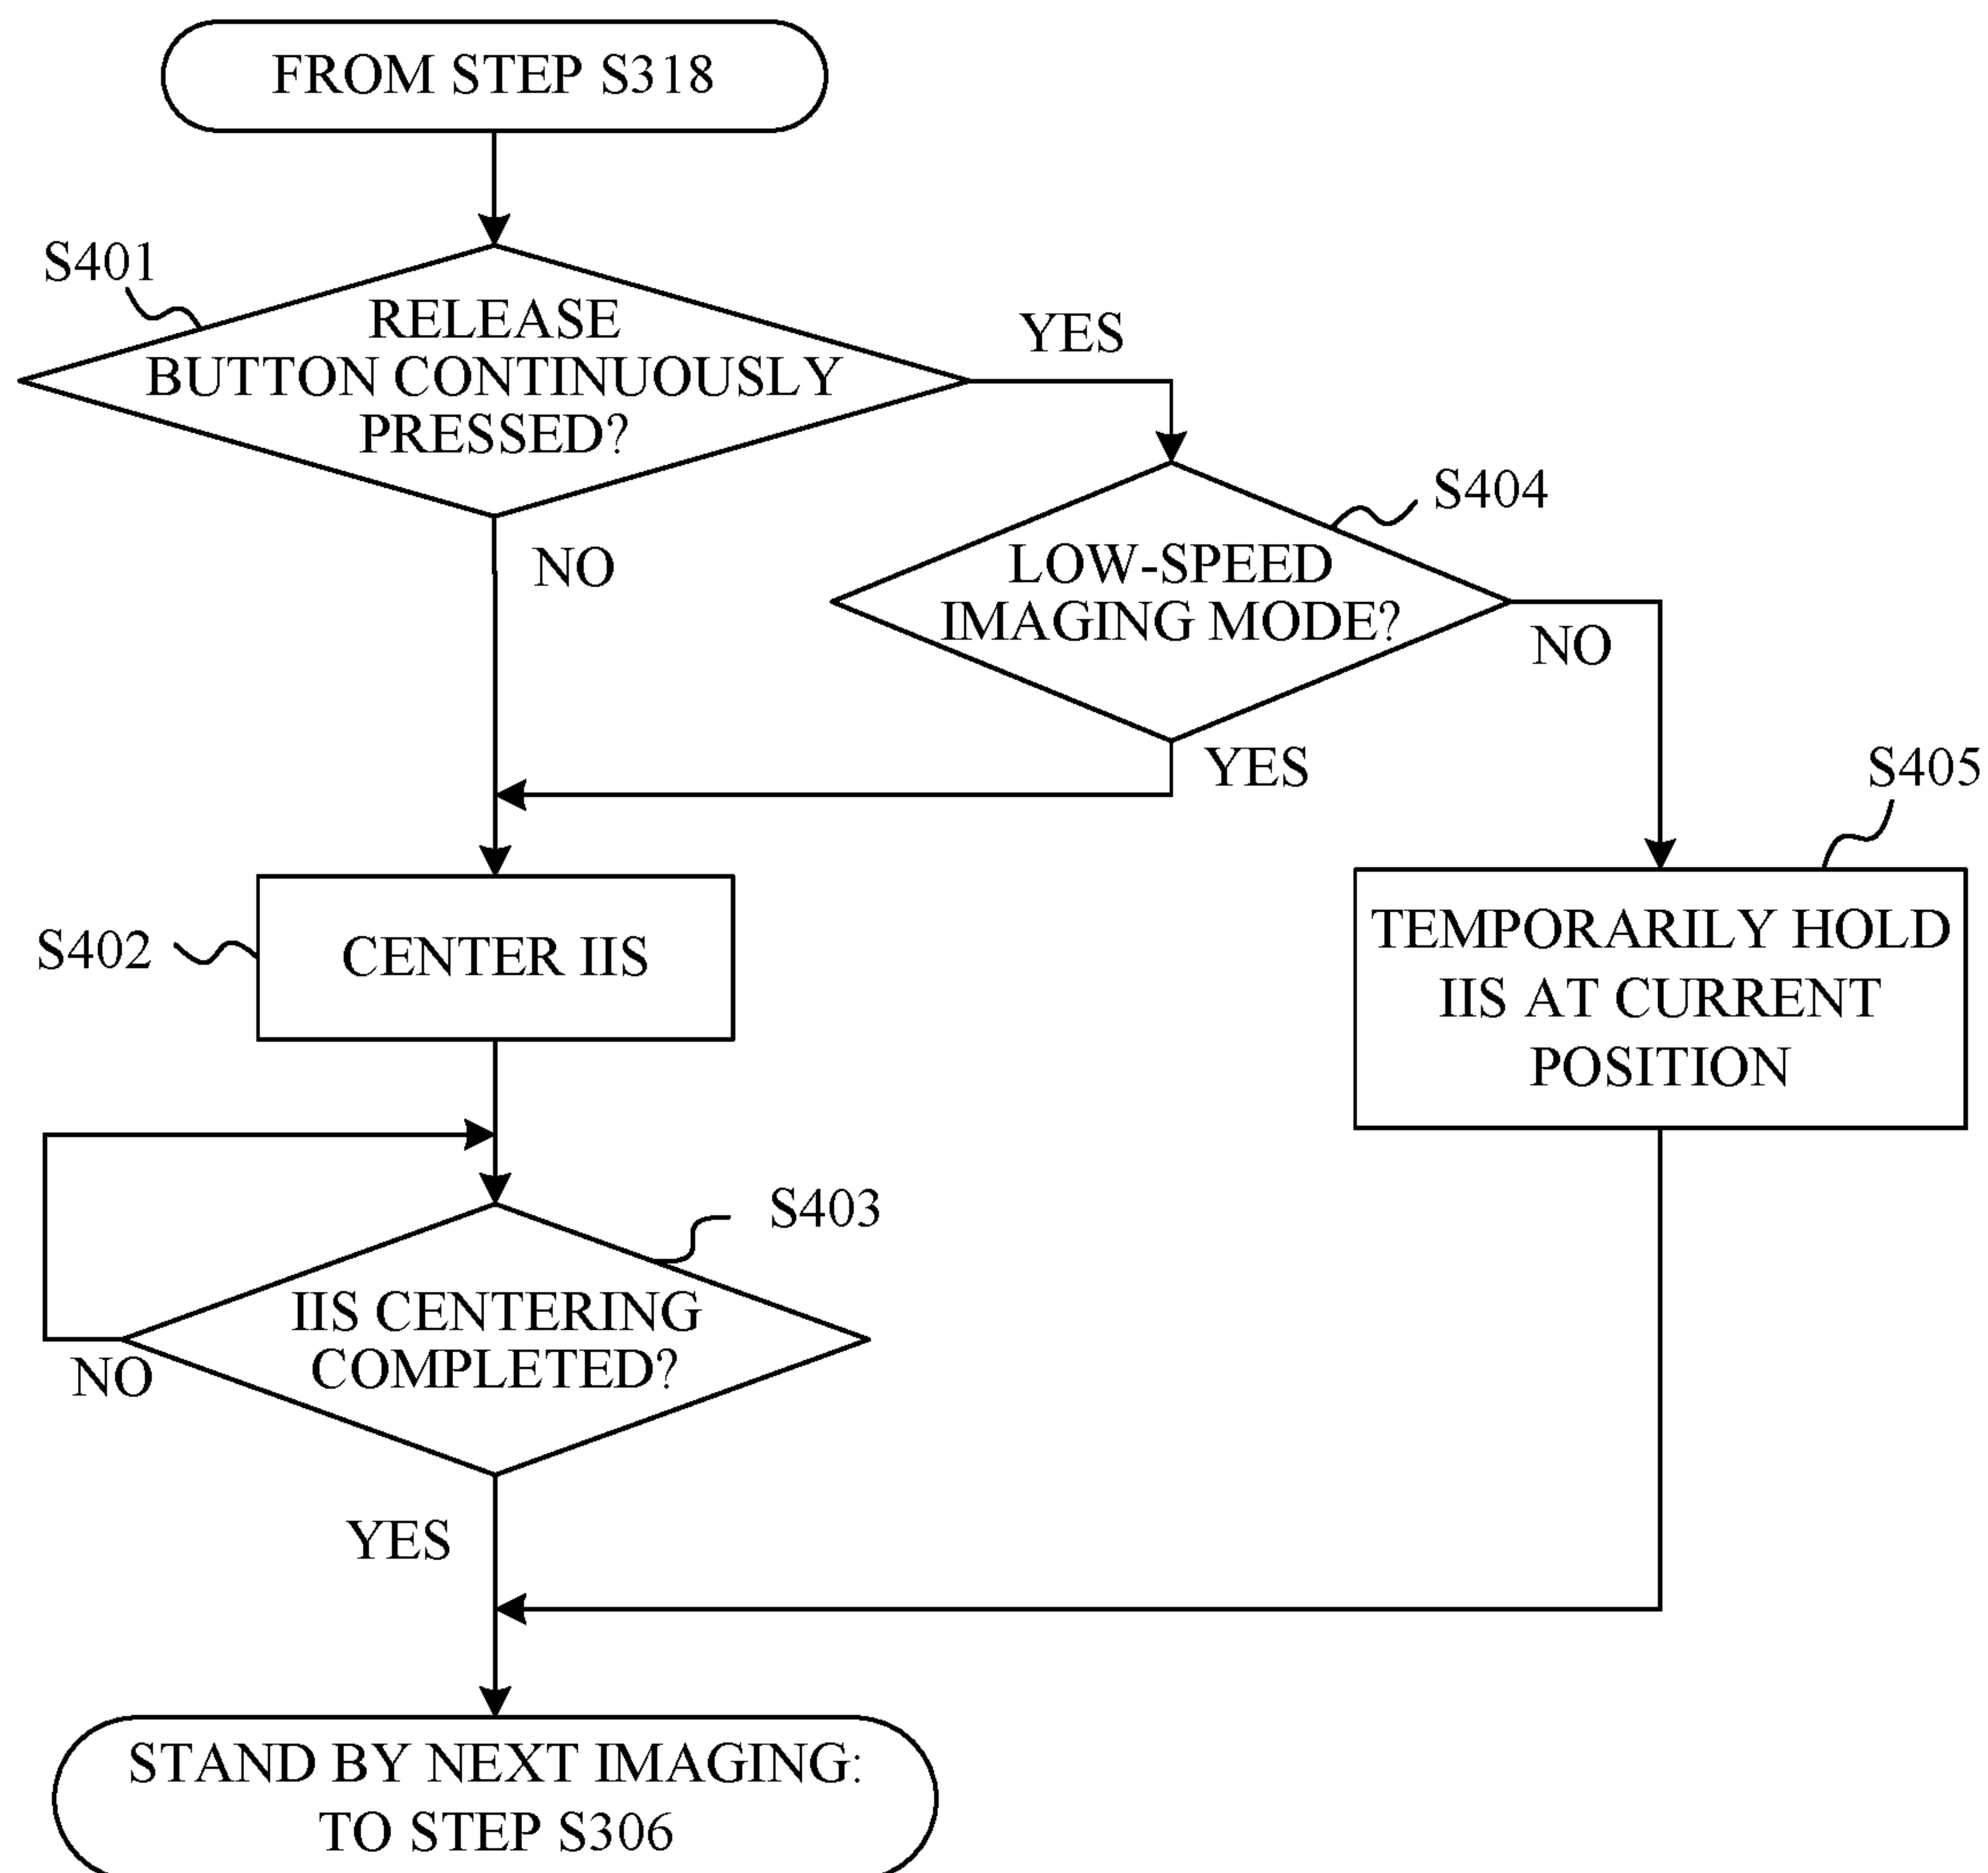 FROM STEP S318
S401
RELEASE
BUTTON CONTINUOUSLY
PRESSED?
YES
NO
S404
LOW-SPEED
IMAGING MODE?
NO
YES
S405
TEMPORARILY HOLD
IIS AT CURRENT
POSITION
S402
CENTER IIS
S403
IIS CENTERING
COMPLETED?
NO
YES
STAND BY NEXT IMAGING:
TO STEP S306